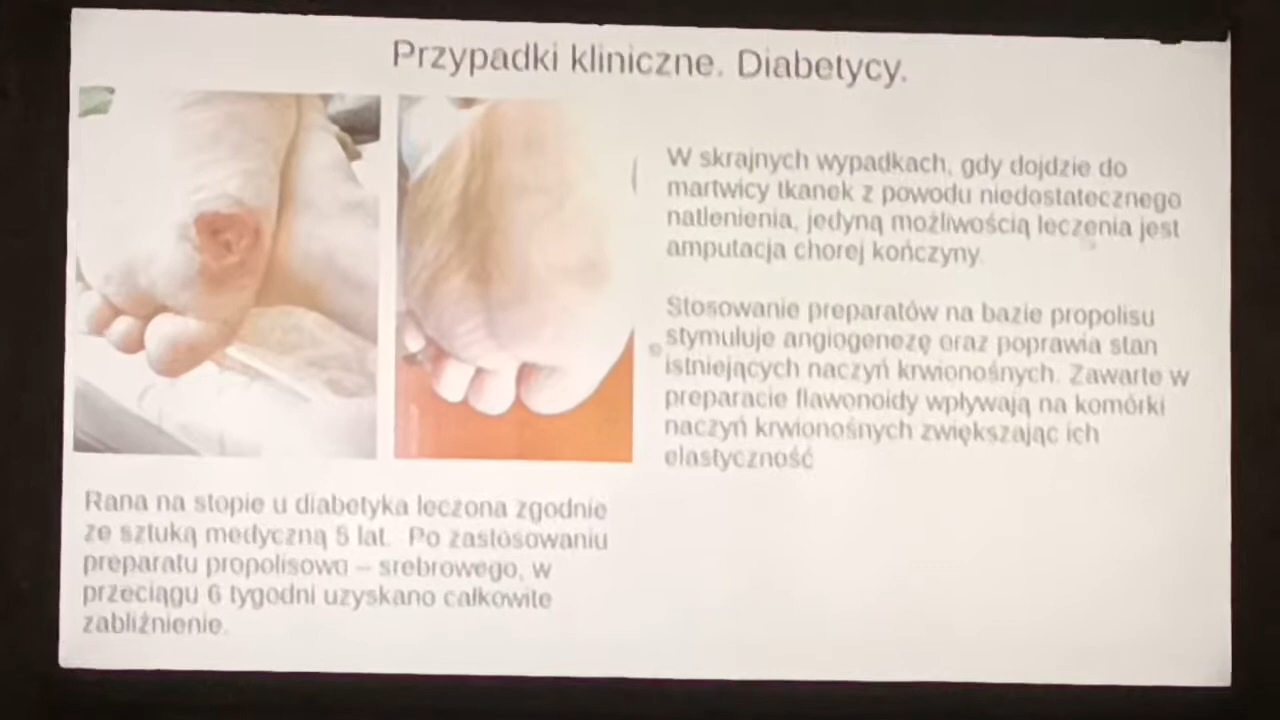 Przypadki kliniczne. Diabetycy.
W skrajnych wypadkach, gdy dojdzie do
martwicy tkanek z powodu niedostatecznego
natlenienia, jedyną możliwością leczenia jest
amputacja chorej kończyny.
Stosowanie preparatów na bazie propolisu
stymuluje angiogenezę oraz poprawia stan
istniejących naczyń krwionośnych. Zawarte w
preparacie flawonoidy wpływają na komórki
naczyń krwionośnych zwiększając ich
elastyczność
Rana na stopie u diabetyka leczona zgodnie
ze sztuką medyczną 5 lat. Po zastosowaniu
preparatu propolisowo – srebrowego, w
przeciągu 6 tygodni uzyskano całkowite
zabliźnienie.